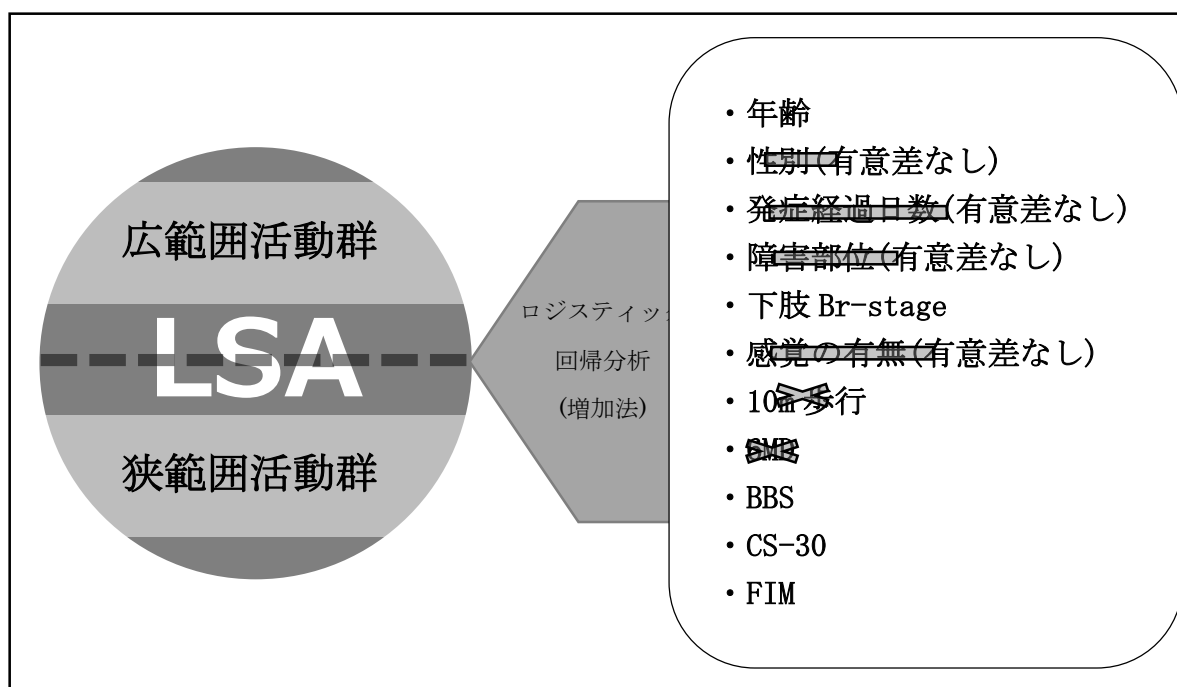 広範囲活動群
LSA
狭範囲活動群
ロジスティック
回帰分析
(増加法)
・年齢
・性別(有意差なし)
・発症経過日数(有意差なし)
・障害部位(有意差なし)
・下肢 Br-stage
・感覚の有無(有意差なし)
・10m 歩行
・BBS
・CS-30
・FIM